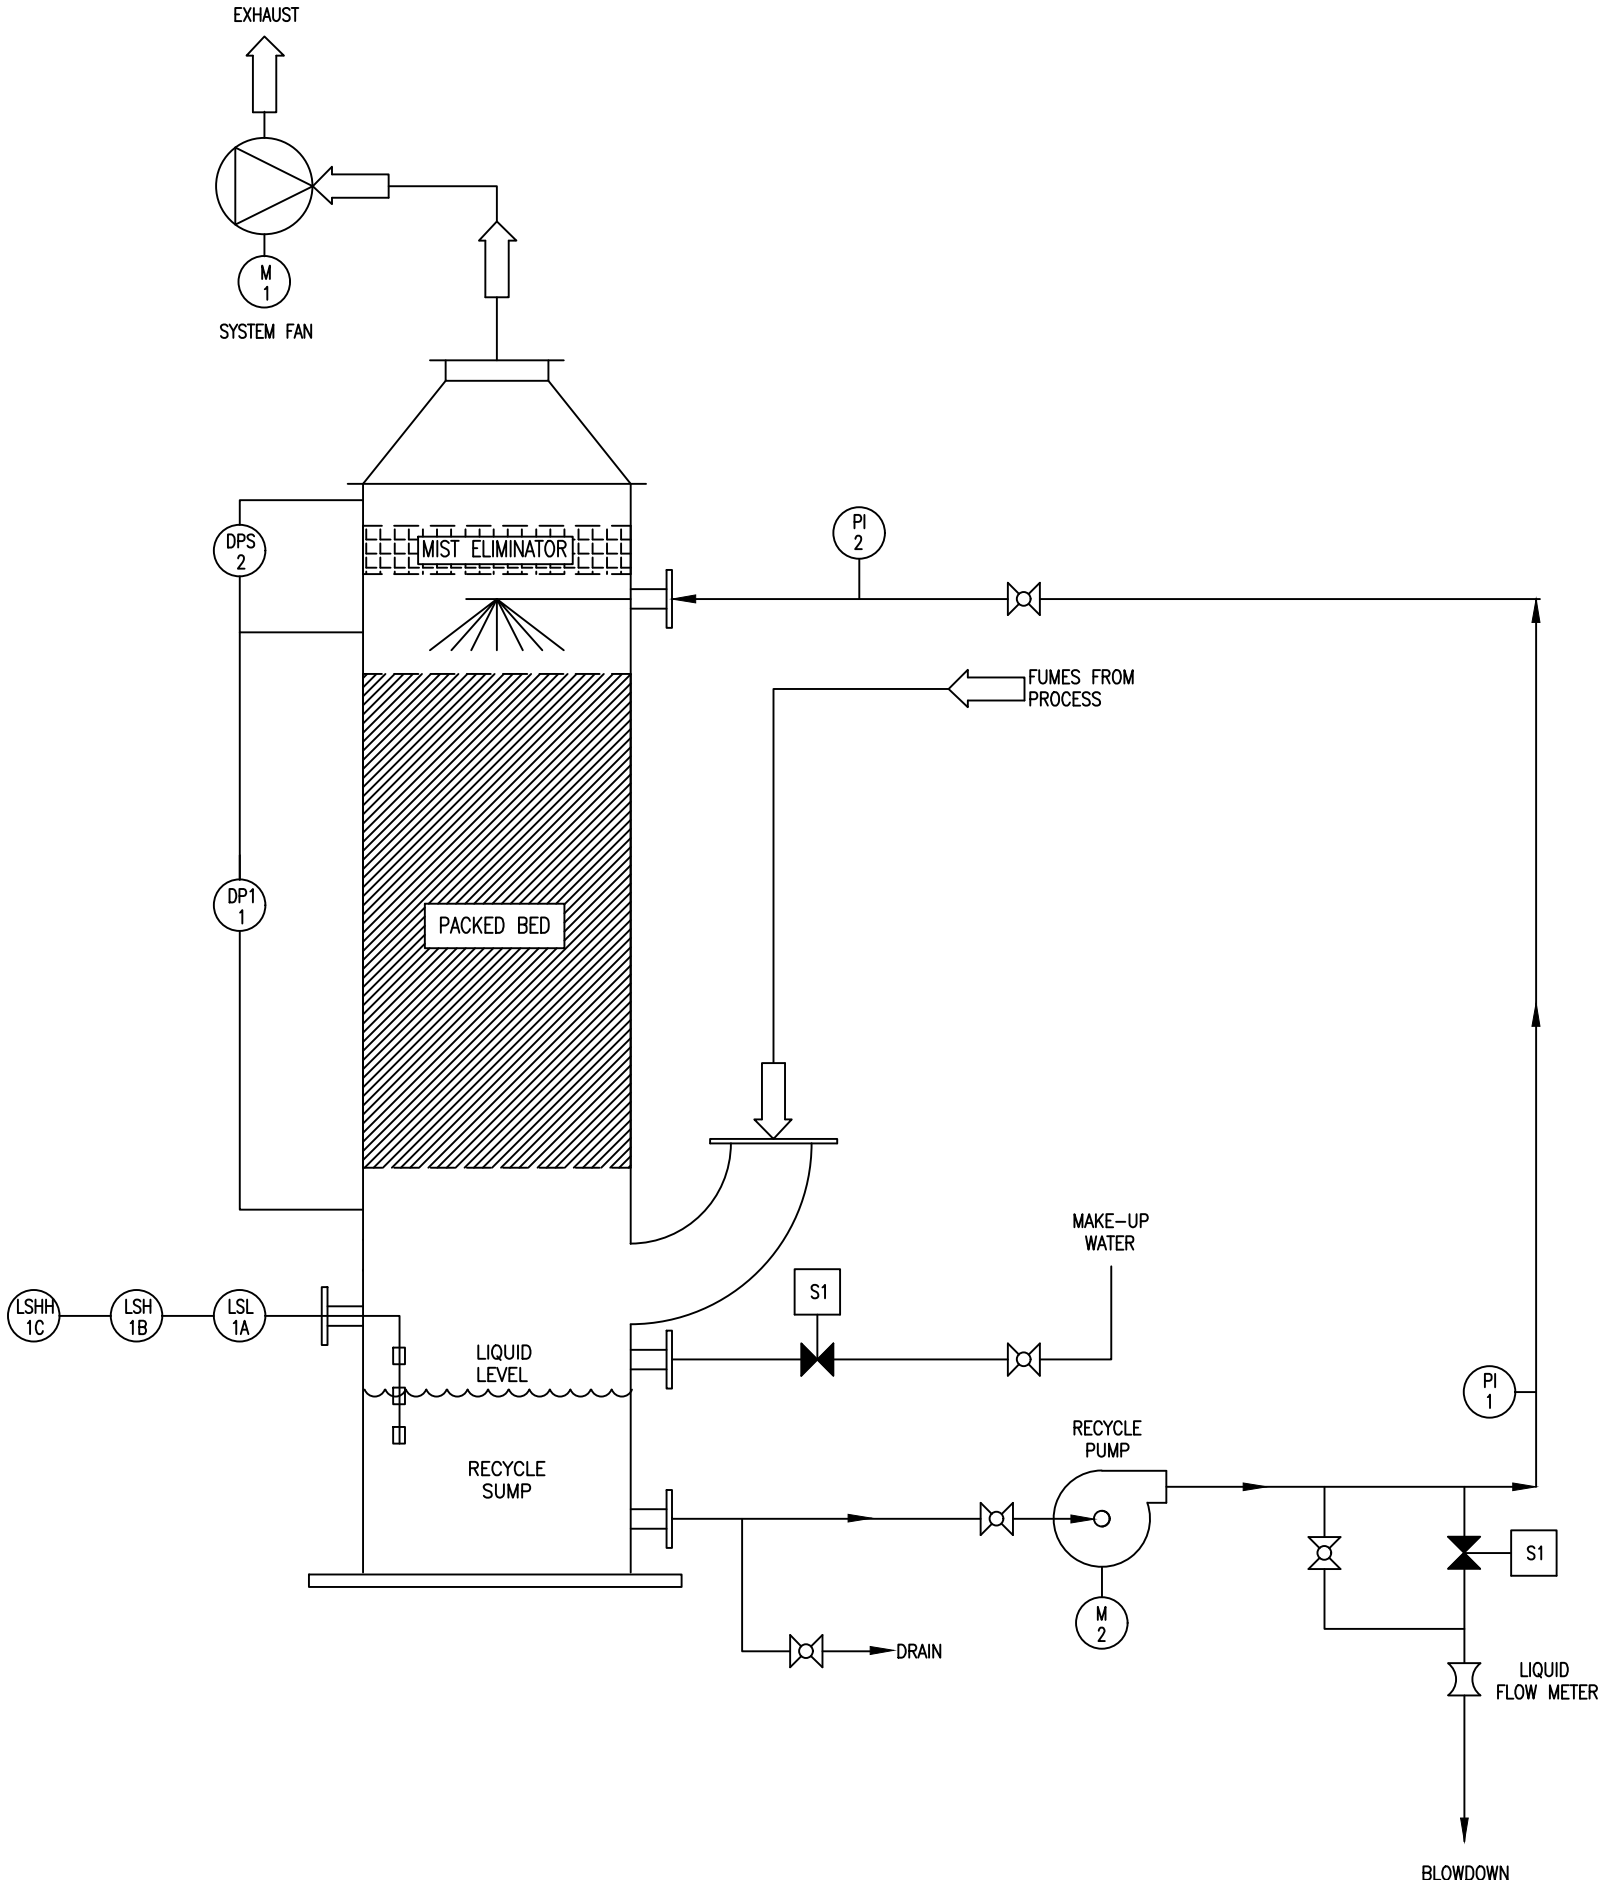 EXHAUST
M
1
SYSTEM FAN
DPS
2
MIST ELIMINATOR
PI
2
FUMES FROM
PROCESS
DP1
1
PACKED BED
MAKE-UP
WATER
LSHH
1C
LSH
1B
LSL
1A
S1
LIQUID
LEVEL
PI
1
RECYCLE
PUMP
RECYCLE
SUMP
S1
M
2
DRAIN
LIQUID
FLOW METER
BLOWDOWN